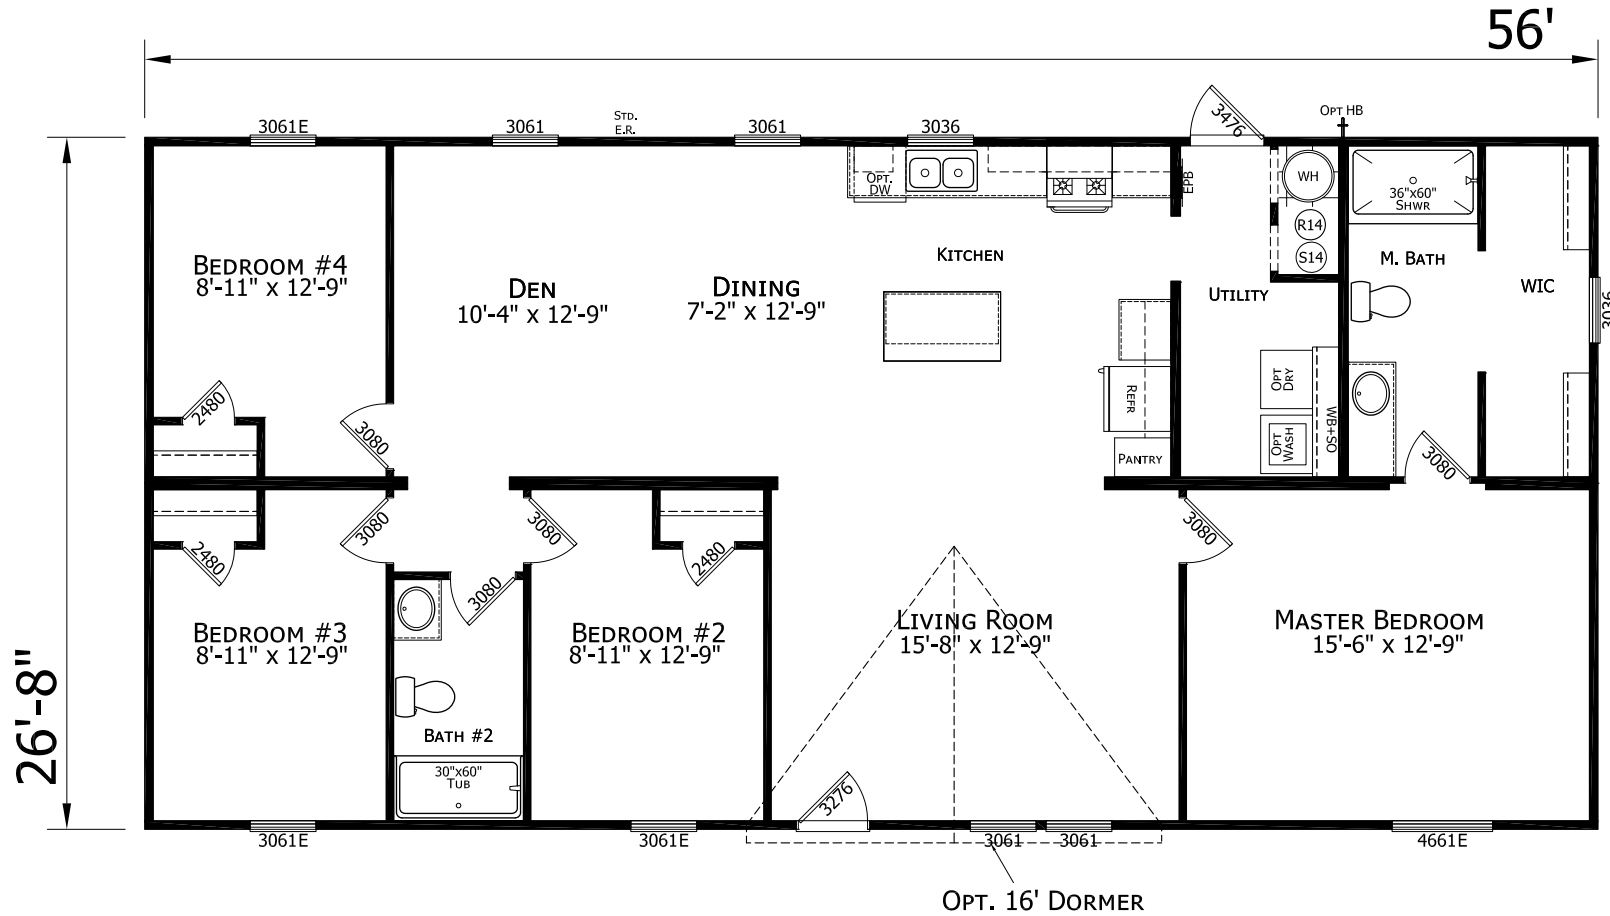 56'
26'-8"
3061E
3061
STD.
E.R.
3061
3036
3476
OPT HB
OPT.
DW
EPB
WH
R14
S14
36"x60"
SHWR
BEDROOM #4
8'-11" x 12'-9"
DEN
10'-4" x 12'-9"
DINING
7'-2" x 12'-9"
KITCHEN
UTILITY
M. BATH
WIC
3036
2480
3080
REFR
PANTRY
OPT
DRY
OPT
WASH
WB+SO
3080
2480
3080
3080
3080
2480
3080
BEDROOM #3
8'-11" x 12'-9"
BATH #2
30"x60"
TUB
BEDROOM #2
8'-11" x 12'-9"
LIVING ROOM
15'-8" x 12'-9"
MASTER BEDROOM
15'-6" x 12'-9"
3276
3061E
3061E
3061
3061
4661E
OPT. 16' DORMER